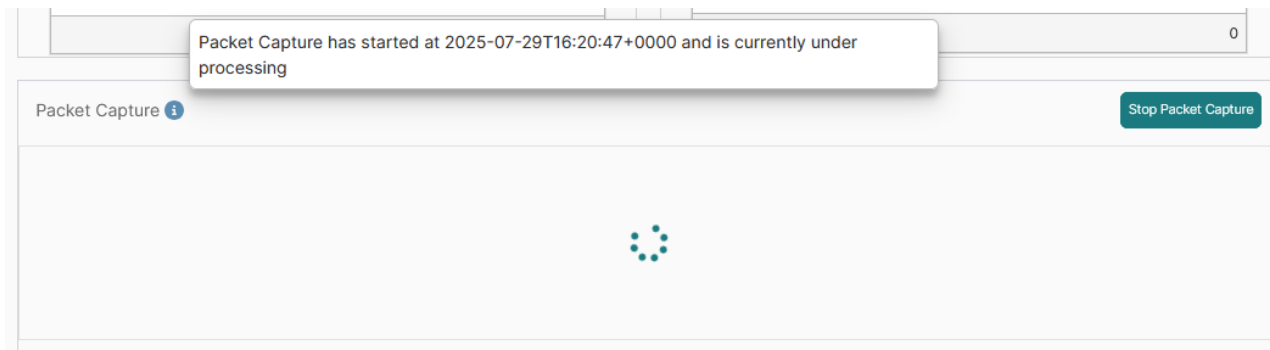 Packet Capture has started at 2025-07-29T16:20:47+0000 and is currently under
processing
0
Packet Capture i
Stop Packet Capture